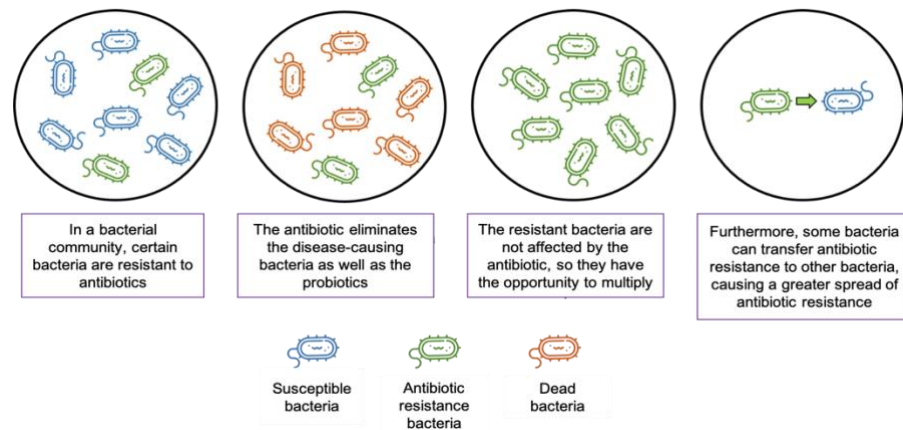 In a bacterial
community, certain
bacteria are resistant to
antibiotics
The antibiotic eliminates
the disease-causing
bacteria as well as the
probiotics
The resistant bacteria are
not affected by the
antibiotic, so they have
the opportunity to multiply
Furthermore, some bacteria
can transfer antibiotic
resistance to other bacteria,
causing a greater spread of
antibiotic resistance
Susceptible
bacteria
Antibiotic
resistance
bacteria
Dead
bacteria